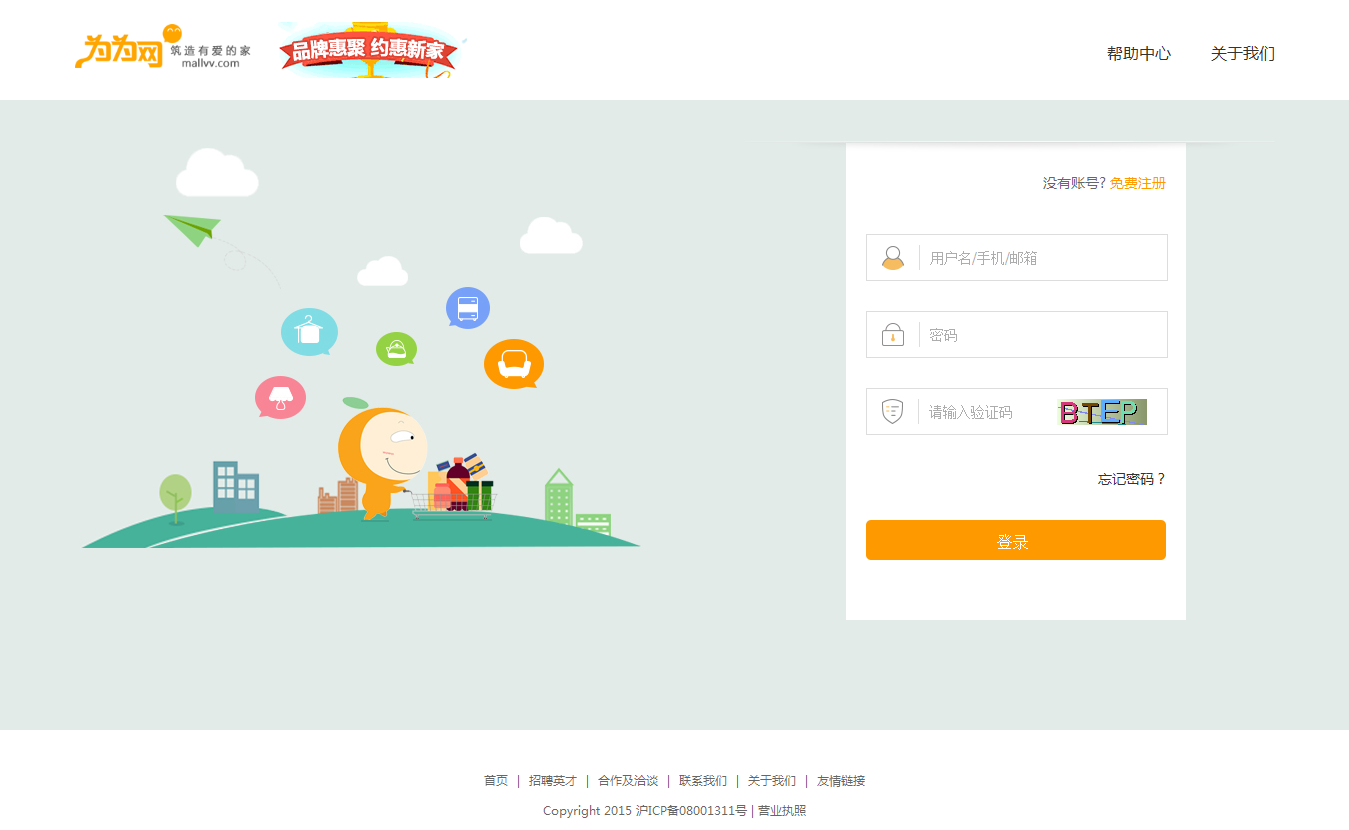 为为网 筑造有爱的家
mallvv.com
品牌惠聚 约惠新家
帮助中心 关于我们
没有账号? 免费注册
用户名/手机/邮箱
密码
请输入验证码 BTEP
忘记密码？
登录
首页 | 招聘英才 | 合作及洽谈 | 联系我们 | 关于我们 | 友情链接
Copyright 2015 沪ICP备08001311号 | 营业执照